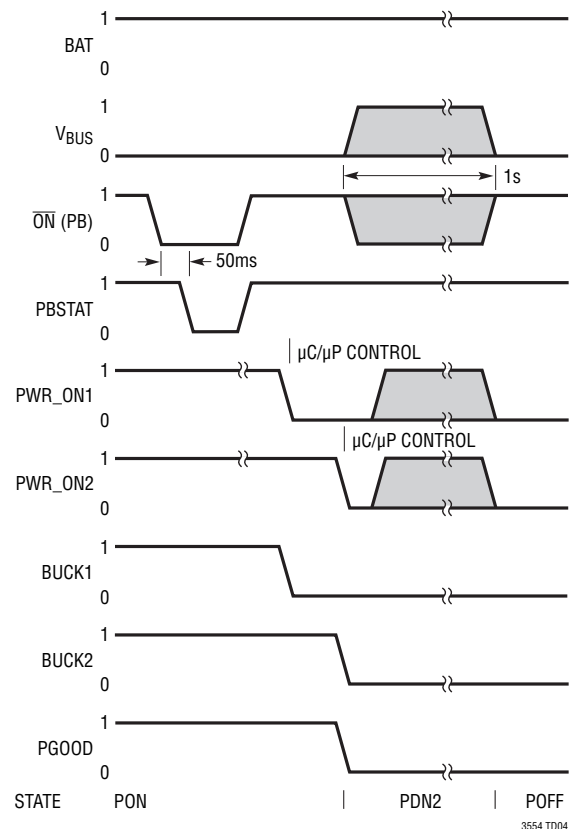 1
BAT
0
1
VBUS
0
1s
1
ON (PB)
0
50ms
1
PBSTAT
0
µC/µP CONTROL
1
PWR_ON1
0
µC/µP CONTROL
1
PWR_ON2
0
1
BUCK1
0
1
BUCK2
0
1
PGOOD
0
STATE PON PDN2 POFF
3554 TD04